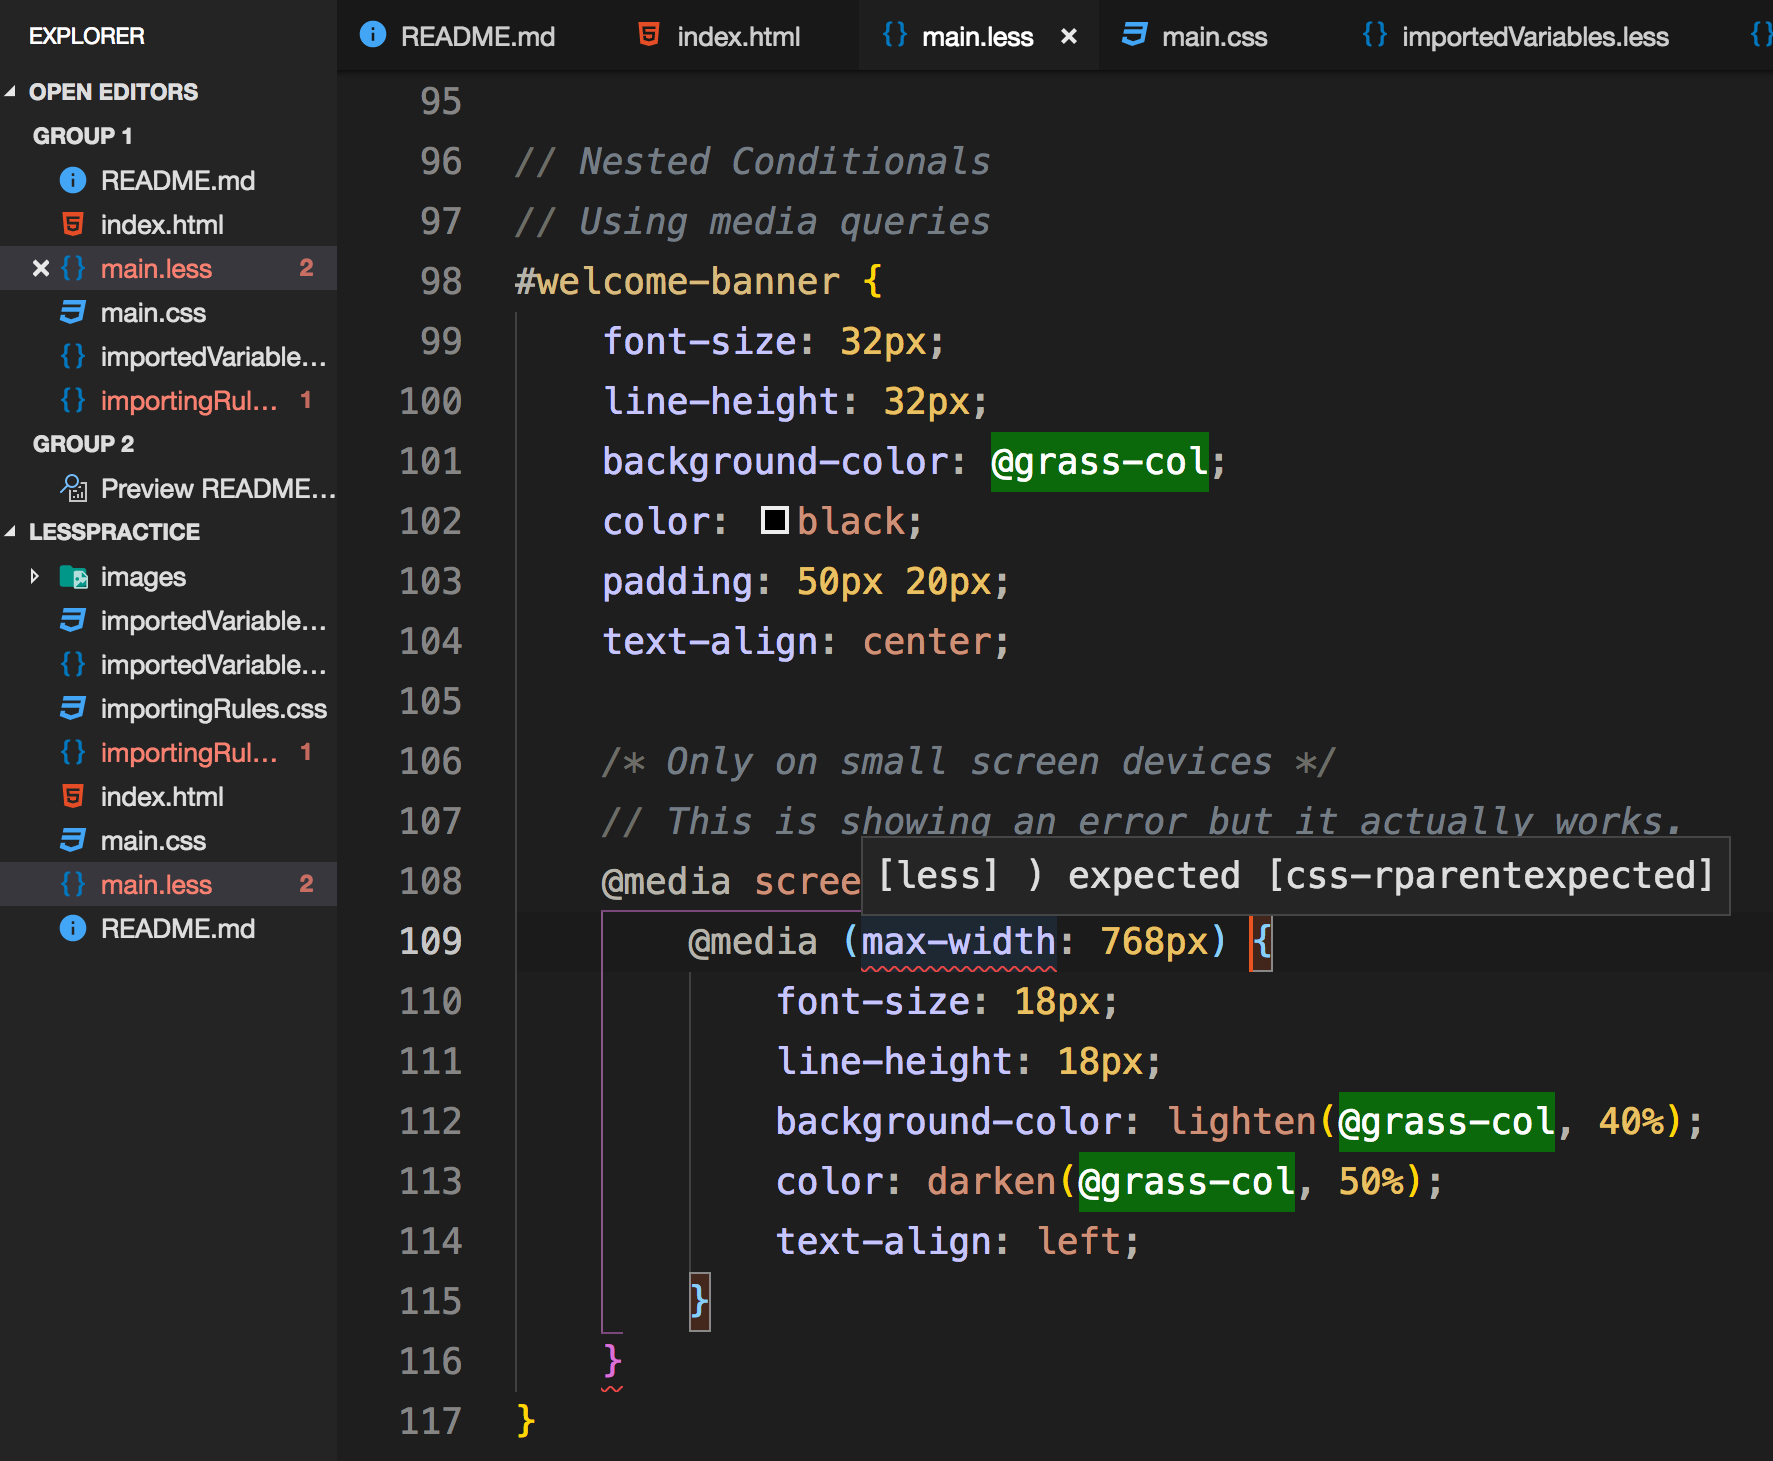 EXPLORER
OPEN EDITORS
GROUP 1
README.md
index.html
main.less 2
main.css
importedVariable...
importingRul... 1
GROUP 2
Preview README...
LESSPRACTICE
images
importedVariable...
importedVariable...
importingRules.css
importingRul... 1
index.html
main.css
main.less 2
README.md
README.md index.html main.less × main.css importedVariables.less
95
96 // Nested Conditionals
97 // Using media queries
98 #welcome-banner {
99 font-size: 32px;
100 line-height: 32px;
101 background-color: @grass-col;
102 color: black;
103 padding: 50px 20px;
104 text-align: center;
105
106 /* Only on small screen devices */
107 // This is showing an error but it actually works.
108 @media scree
[less] ) expected [css-rparentexpected]
109 @media (max-width: 768px) {
110 font-size: 18px;
111 line-height: 18px;
112 background-color: lighten(@grass-col, 40%);
113 color: darken(@grass-col, 50%);
114 text-align: left;
115 }
116 }
117 }